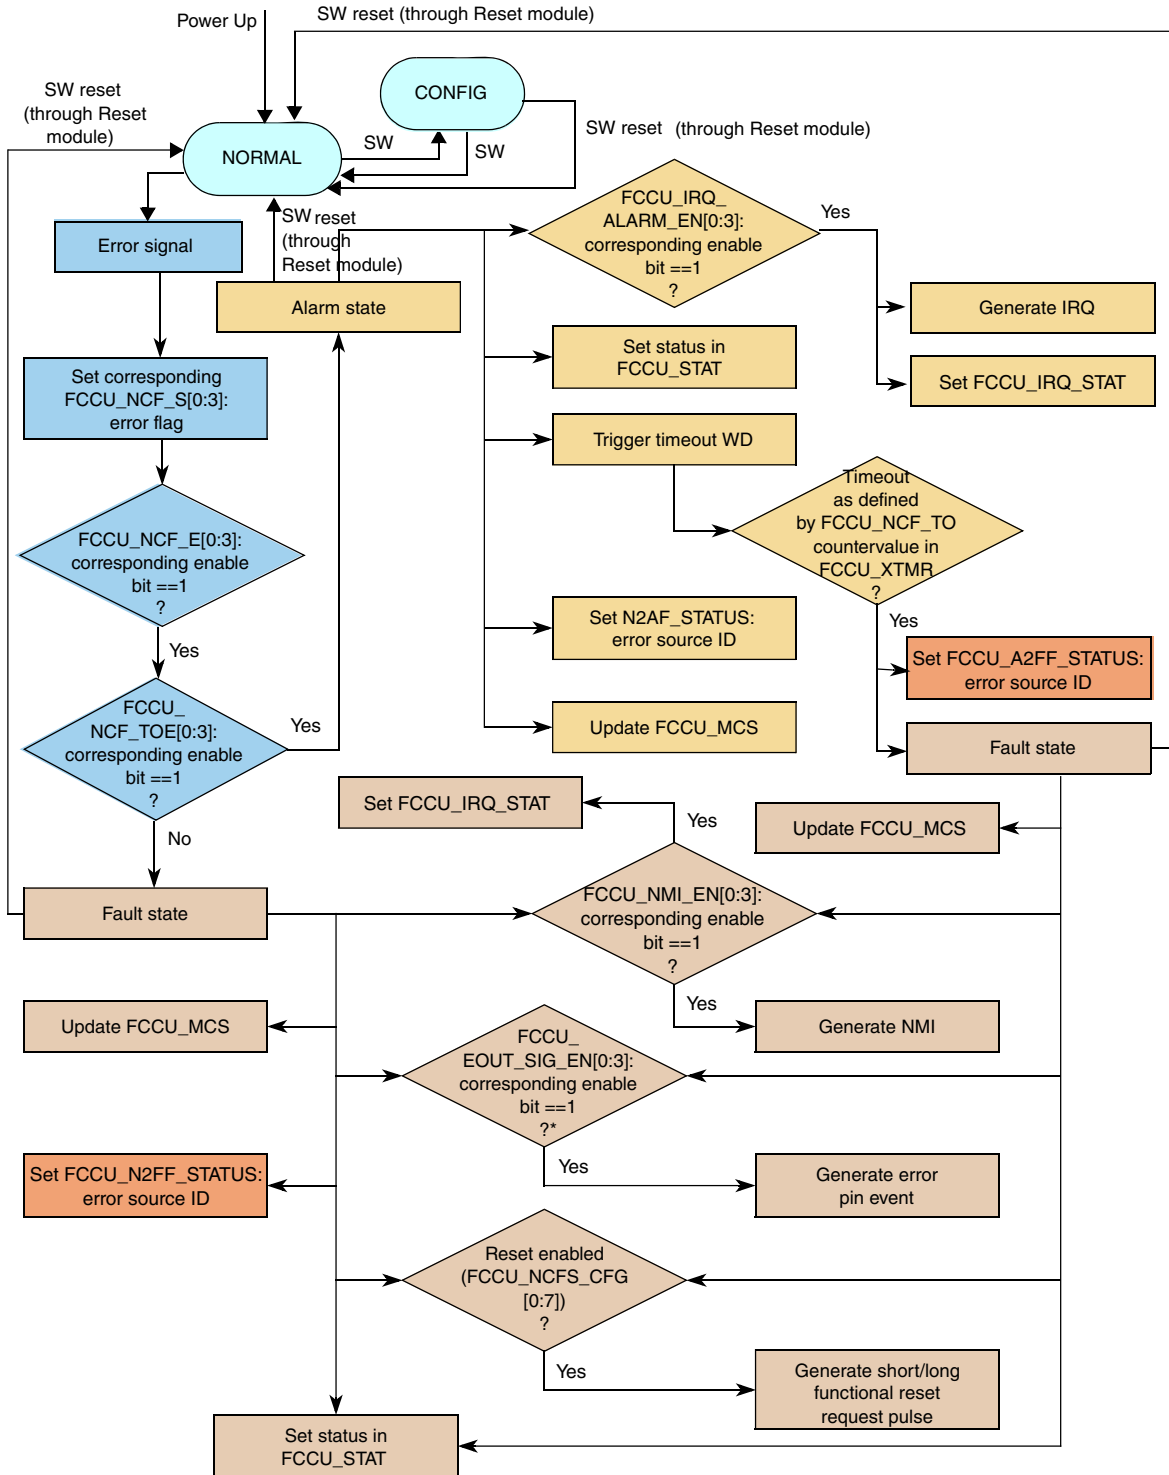 Power Up
SW reset (through Reset module)
SW reset
(through Reset
module)
CONFIG
SW
SW
SW reset (through Reset module)
NORMAL
FCCU_IRQ_
ALARM_EN[0:3]:
corresponding enable
bit ==1
?
Yes
SW reset
(through
Reset module)
Error signal
Alarm state
Generate IRQ
Set status in
FCCU_STAT
Set FCCU_IRQ_STAT
Set corresponding
FCCU_NCF_S[0:3]:
error flag
Trigger timeout WD
Timeout
as defined
by FCCU_NCF_TO
countervalue in
FCCU_XTMR
?
Yes
FCCU_NCF_E[0:3]:
corresponding enable
bit ==1
?
Yes
Set N2AF_STATUS:
error source ID
Set FCCU_A2FF_STATUS:
error source ID
FCCU_
NCF_TOE[0:3]:
corresponding enable
bit ==1
?
Yes
No
Update FCCU_MCS
Fault state
Set FCCU_IRQ_STAT
Yes
Update FCCU_MCS
Fault state
FCCU_NMI_EN[0:3]:
corresponding enable
bit ==1
?
Yes
Generate NMI
Update FCCU_MCS
FCCU_
EOUT_SIG_EN[0:3]:
corresponding enable
bit ==1
?*
Yes
Generate error
pin event
Set FCCU_N2FF_STATUS:
error source ID
Reset enabled
(FCCU_NCFS_CFG
[0:7])
?
Yes
Generate short/long
functional reset
request pulse
Set status in
FCCU_STAT